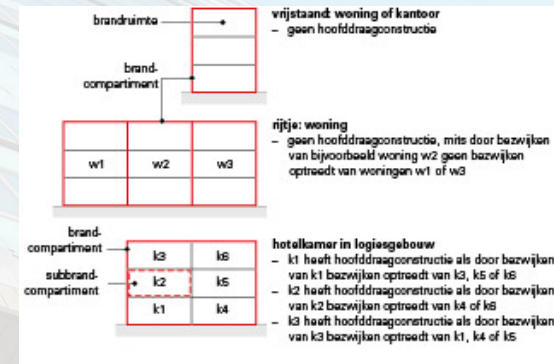 brandruimte
vrijstaand: woning of kantoor
– geen hoofddraagconstructie
brand-
compartiment
rijtje: woning
– geen hoofddraagconstructie, mits door bezwijken
van bijvoorbeeld woning w2 geen bezwijken
optreedt van woningen w1 of w3
w1 w2 w3
brand-
compartiment
subbrand-
compartiment
k3 k6
k2 k5
k1 k4
hotelkamer in logiesgebouw
– k1 heeft hoofddraagconstructie als door bezwijken
van k1 bezwijken optreedt van k3, k5 of k6
– k2 heeft hoofddraagconstructie als door bezwijken
van k2 bezwijken optreedt van k4 of k6
– k3 heeft hoofddraagconstructie als door bezwijken
van k3 bezwijken optreedt van k1, k4 of k5